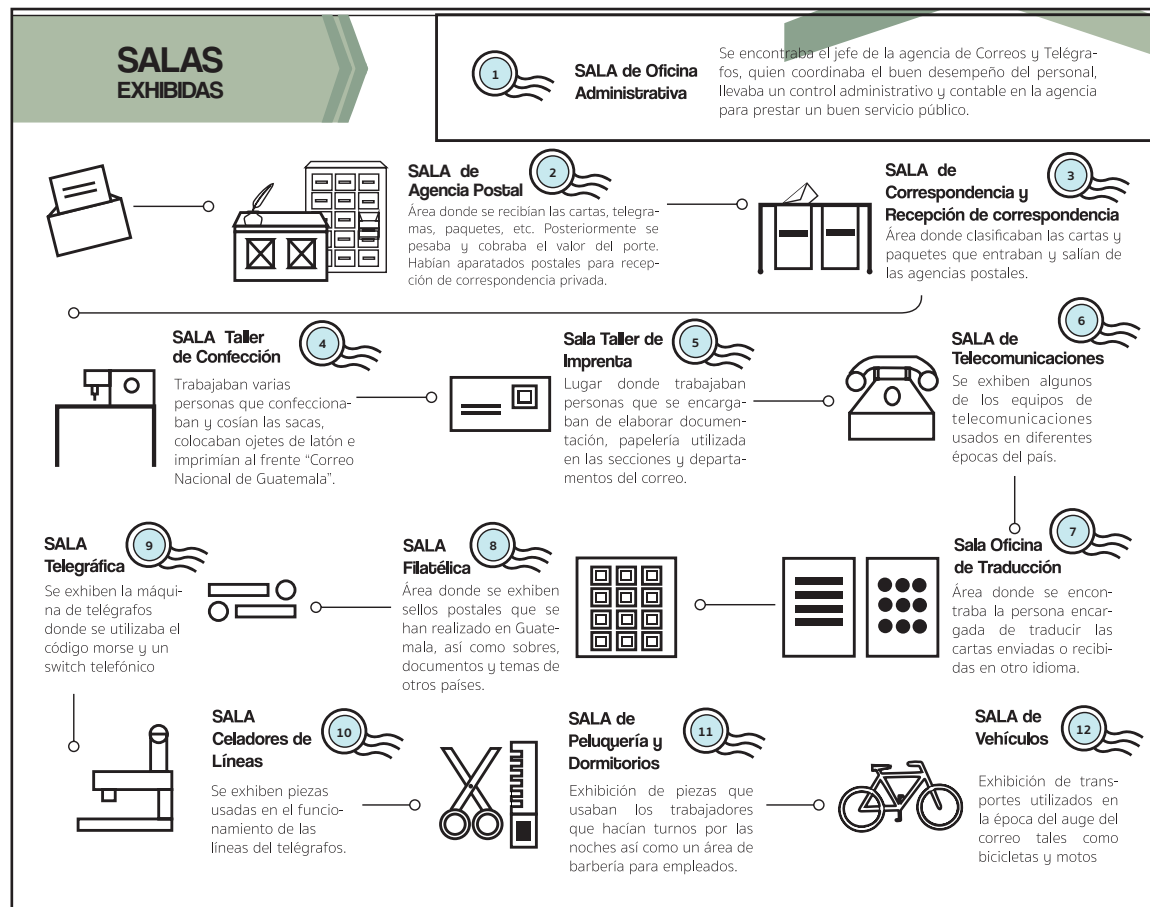 SALAS
EXHIBIDAS
1
SALA de Oficina
Administrativa
Se encontraba el jefe de la agencia de Correos y Telégra-
fos, quien coordinaba el buen desempeño del personal,
llevaba un control administrativo y contable en la agencia
para prestar un buen servicio público.
SALA de
Agencia Postal
2
Área donde se recibían las cartas, telegra-
mas, paquetes, etc. Posteriormente se
pesaba y cobraba el valor del porte.
Habían aparatados postales para recep-
ción de correspondencia privada.
SALA de
Correspondencia y
Recepción de correspondencia
3
Área donde clasificaban las cartas y
paquetes que entraban y salían de
las agencias postales.
SALA Taller
de Confección
4
Trabajaban varias
personas que confecciona-
ban y cosían las sacas,
colocaban ojetes de latón e
imprimían al frente “Correo
Nacional de Guatemala”.
Sala Taller de
Imprenta
5
Lugar donde trabajaban
personas que se encarga-
ban de elaborar documen-
tación, papelería utilizada
en las secciones y departa-
mentos del correo.
SALA de
Telecomunicaciones
6
Se exhiben algunos
de los equipos de
telecomunicaciones
usados en diferentes
épocas del país.
Sala Oficina
de Traducción
7
Área donde se encon-
traba la persona encar-
gada de traducir las
cartas enviadas o recibi-
das en otro idioma.
SALA
Filatélica
8
Área donde se exhiben
sellos postales que se
han realizado en Guate-
mala, así como sobres,
documentos y temas de
otros países.
SALA
Telegráfica
9
Se exhiben la máqui-
na de telégrafos
donde se utilizaba el
código morse y un
switch telefónico
SALA
Celadores de
Líneas
10
Se exhiben piezas
usadas en el funcio-
namiento de las
líneas del telégrafos.
SALA de
Peluquería y
Dormitorios
11
Exhibición de piezas que
usaban los trabajadores
que hacían turnos por las
noches así como un área de
barbería para empleados.
SALA de
Vehículos
12
Exhibición de trans-
portes utilizados en
la época del auge del
correo tales como
bicicletas y motos